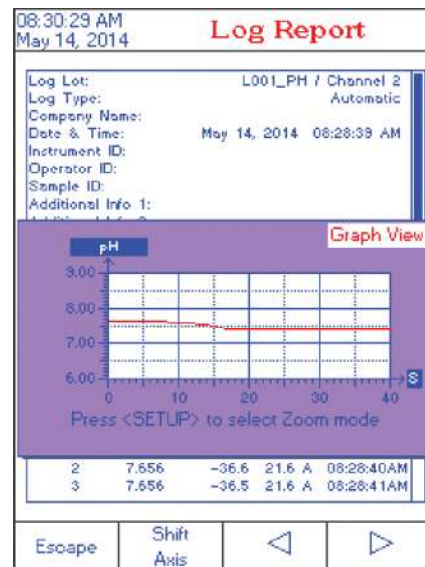 08:30:29 AM
May 14, 2014
Log Report
Log Lot: L001_PH / Channel 2
Log Type: Automatic
Company Name:
Date & Time: May 14, 2014 08:28:39 AM
Instrument ID:
Operator ID:
Sample ID:
Additional Info 1:
Graph View
pH
9.00
8.00
7.00
6.00
0 10 20 30 40 S
Press <SETUP> to select Zoom mode
2 7.656 -36.6 21.6 A 08:28:40AM
3 7.656 -36.5 21.6 A 08:28:41AM
Escape
Shift
Axis